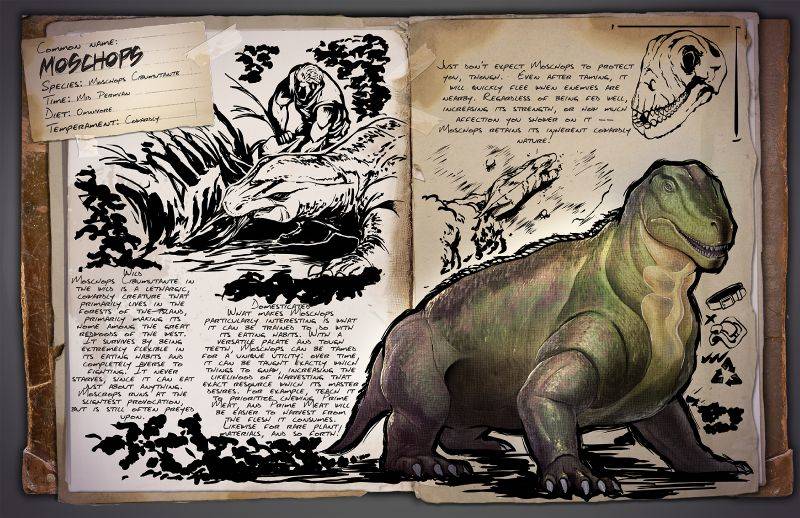 Common name:
Moschops
Species: Moschops Cibumutante
Time: Mid Permian
Diet: Omnivore
Temperament: Cowardly
Wild
Moschops Cibumutante in
the wild is a lethargic,
cowardly creature that
primarily lives in the
forests of the island,
primarily making its
home among the great
redwoods of the west.
It survives by being
extremely flexible in
its eating habits and
completely averse to
fighting. It never
starves, since it can eat
just about anything.
Moschops runs at the
slightest provocation,
but is still often preyed
upon.
Domesticated
What makes Moschops
particularly interesting is what
it can be trained to do with
its eating habits. With a
versatile palate and tough
teeth, Moschops can be tamed
for a unique utility: over time,
it can be taught exactly which
things to gnaw, increasing the
likelihood of harvesting that
exact resource which its master
desires. For example, teach it
to prioritize chewing Prime
Meat, and Prime Meat will
be easier to harvest from
the flesh it consumes.
Likewise for rare plant/
materials, and so forth!
Just don't expect Moschops to protect
you, though. Even after taming, it
will quickly flee when enemies are
nearby. Regardless of being fed well,
increasing its strength, or how much
affection you shower on it --
Moschops retains its inherent cowardly
nature!